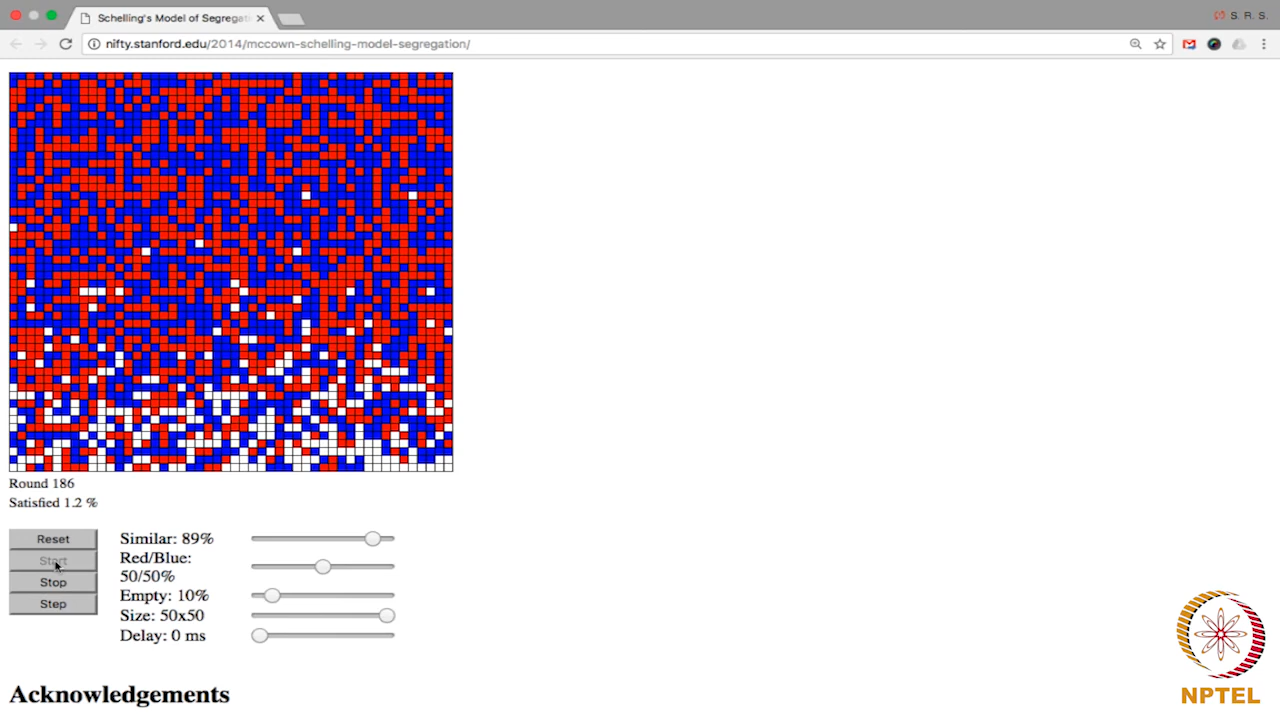 Schelling's Model of Segregati
S. R. S.
nifty.stanford.edu/2014/mccown-schelling-model-segregation/
Round 186
Satisfied 1.2 %
Reset
Start
Stop
Step
Similar: 89%
Red/Blue:
50/50%
Empty: 10%
Size: 50x50
Delay: 0 ms
Acknowledgements
NPTEL